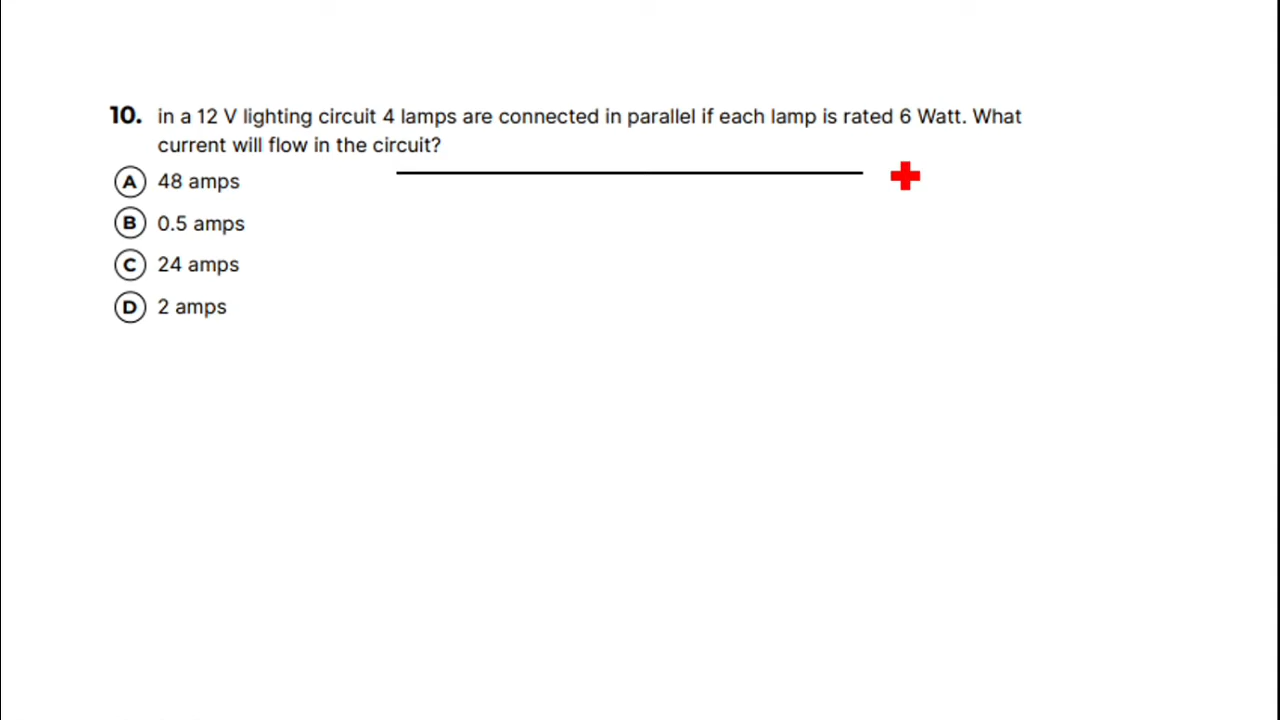 10. in a 12 V lighting circuit 4 lamps are connected in parallel if each lamp is rated 6 Watt. What
current will flow in the circuit?
A 48 amps
B 0.5 amps
C 24 amps
D 2 amps